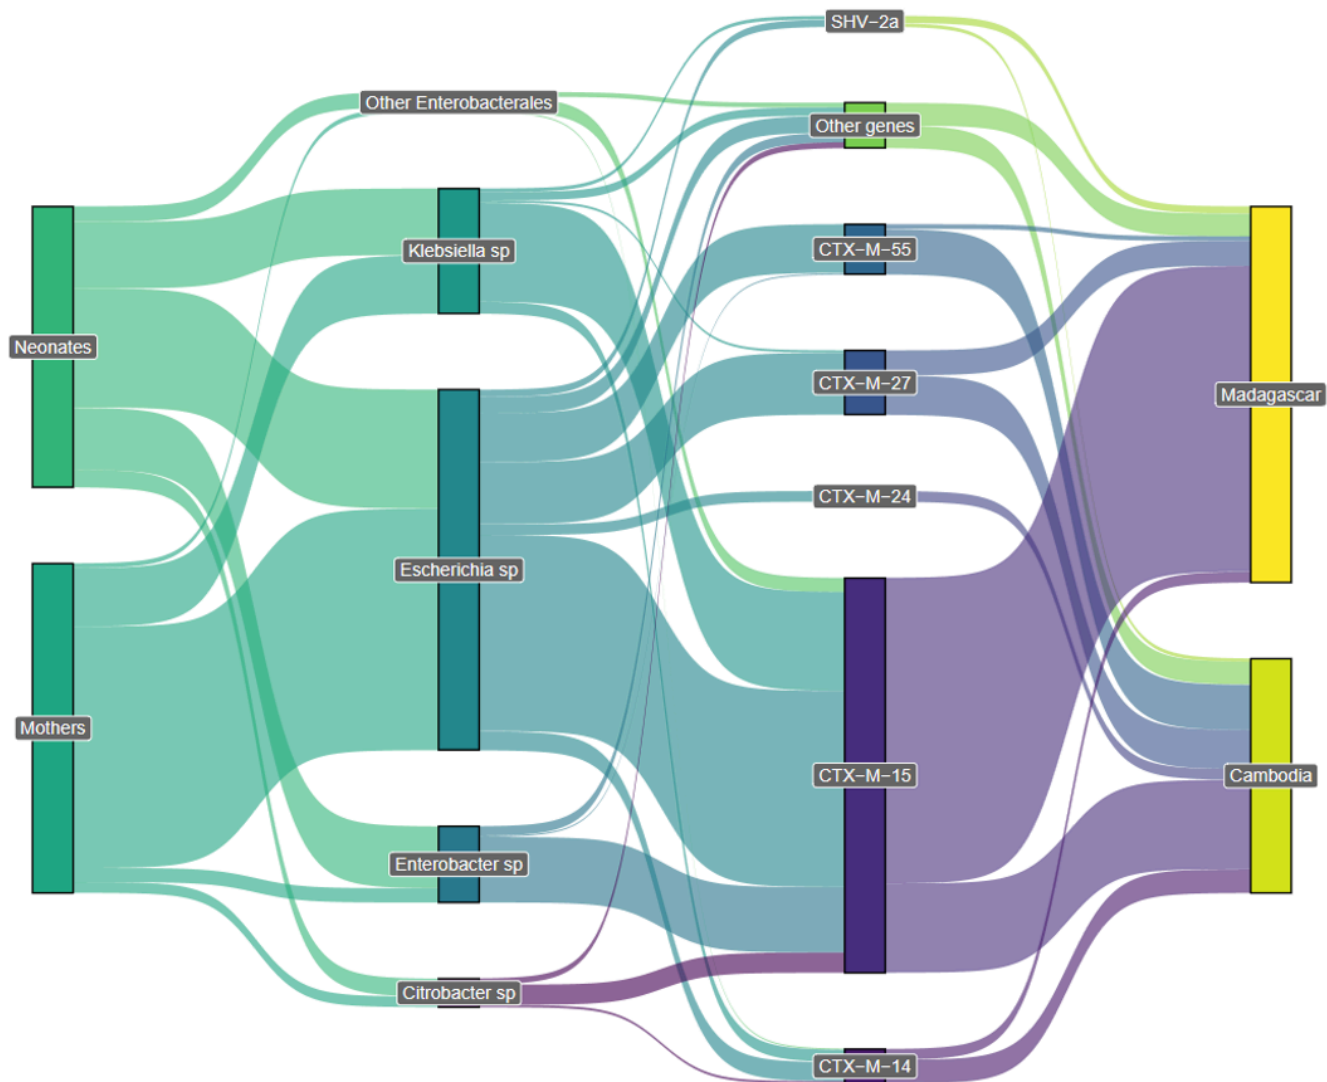 SHV−2a
Other Enterobacterales
Other genes
Klebsiella sp
CTX−M−55
Neonates
CTX−M−27
Madagascar
CTX−M−24
Escherichia sp
Mothers
CTX−M−15
Cambodia
Enterobacter sp
Citrobacter sp
CTX−M−14